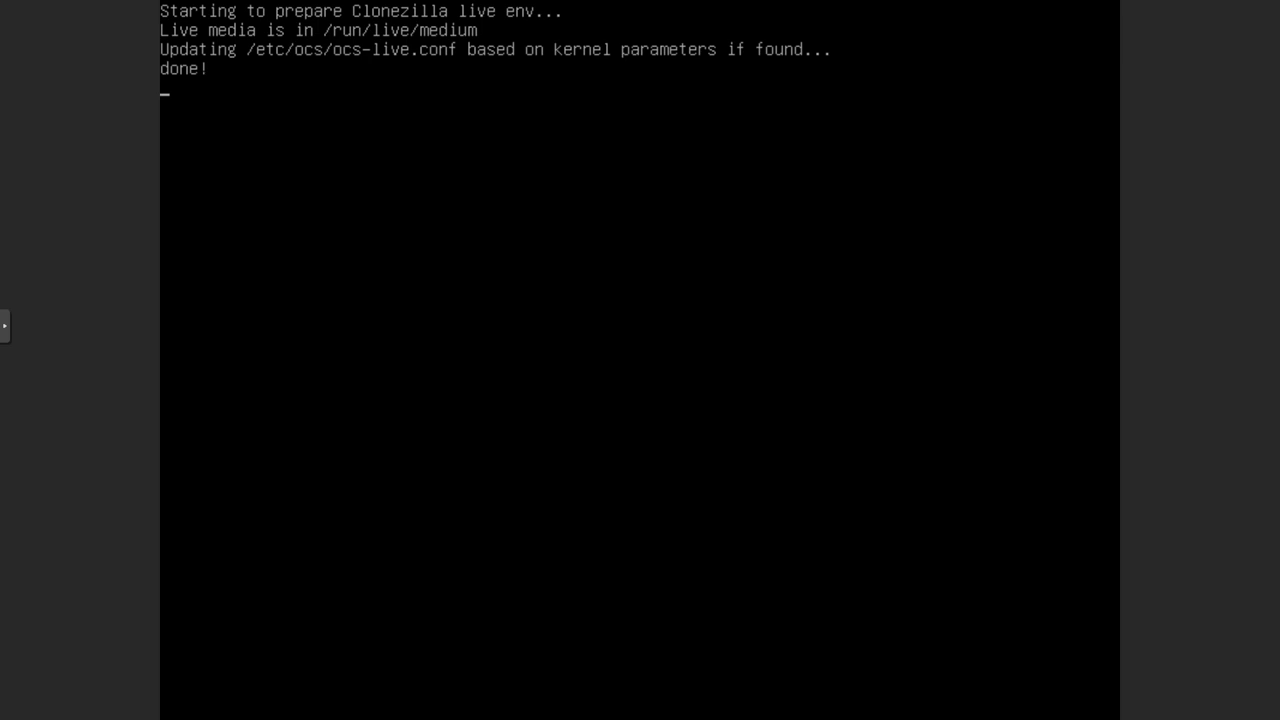 Starting to prepare Clonezilla live env...
Live media is in /run/live/medium
Updating /etc/ocs/ocs-live.conf based on kernel parameters if found...
done!